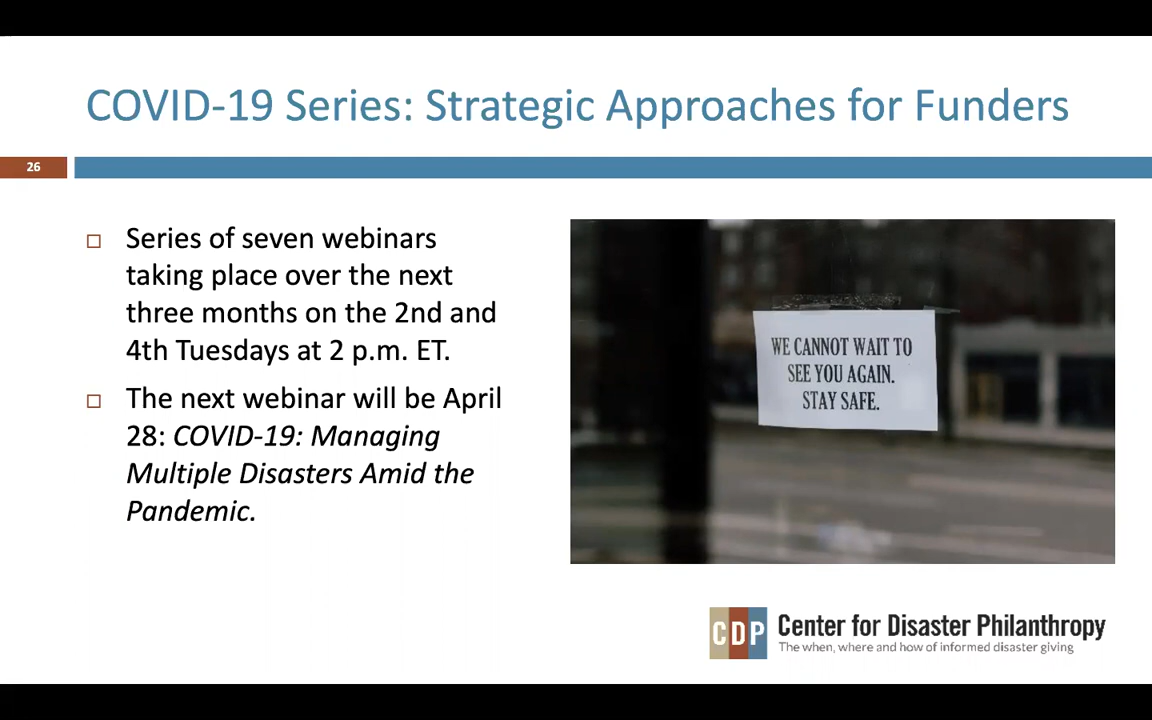 COVID-19 Series: Strategic Approaches for Funders
26
Series of seven webinars
taking place over the next
three months on the 2nd and
4th Tuesdays at 2 p.m. ET.
The next webinar will be April
28: COVID-19: Managing
Multiple Disasters Amid the
Pandemic.
WE CANNOT WAIT TO
SEE YOU AGAIN.
STAY SAFE.
CDP
Center for Disaster Philanthropy
The when, where and how of informed disaster giving